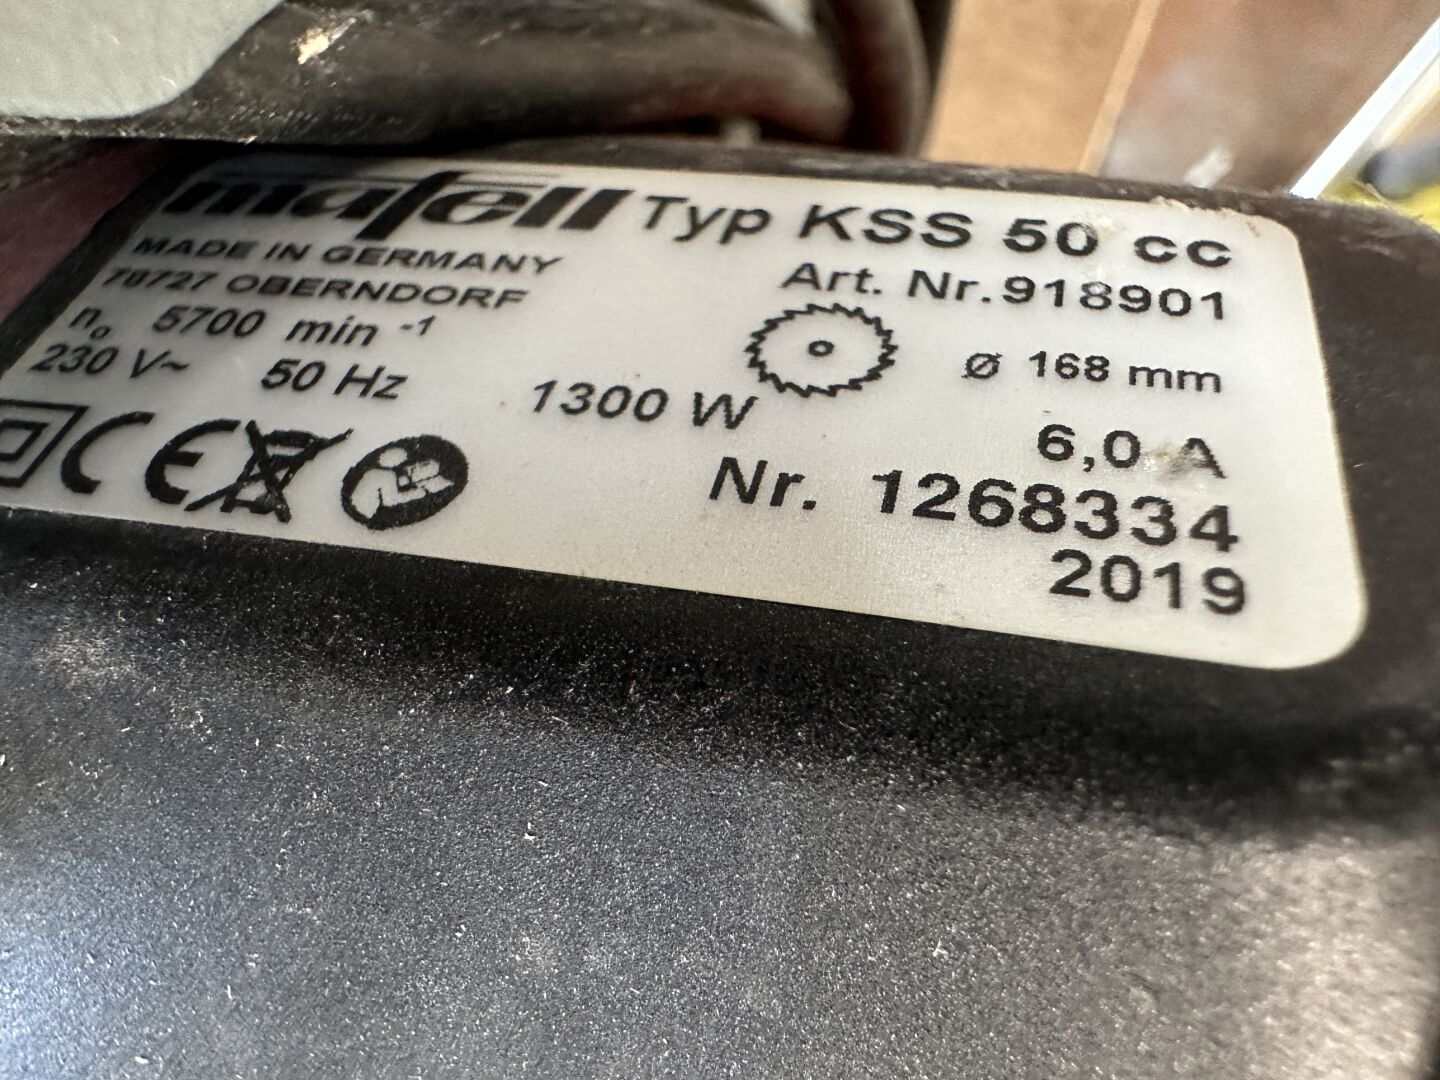 mafell Typ KSS 50 cc
MADE IN GERMANY
Art. Nr. 918901
78727 OBERNDORF
n₀ 5700 min ⁻¹
Ø 168 mm
230 V~ 50 Hz 1300 W 6,0 A
CE
Nr. 1268334
2019